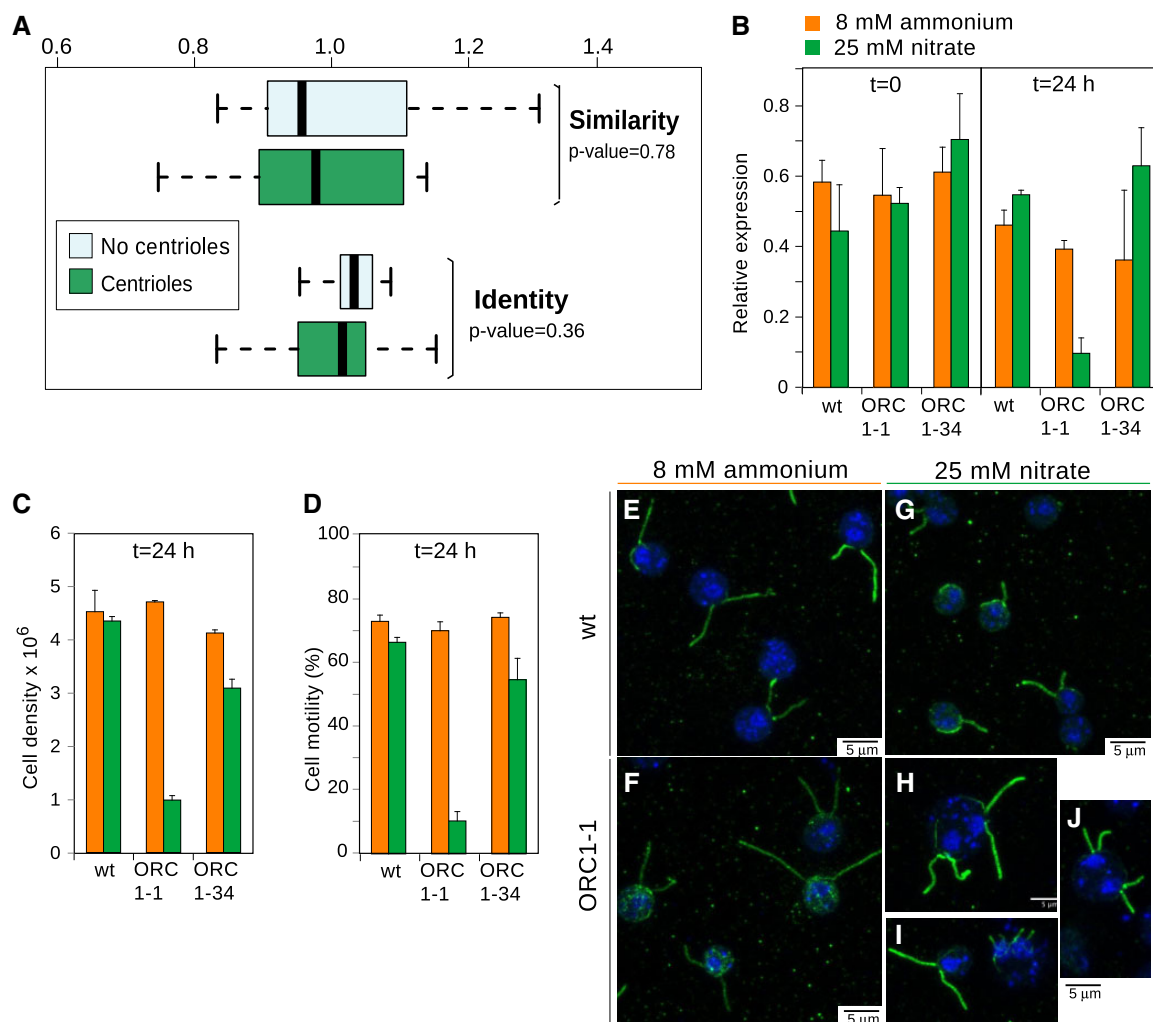 A
0.6 0.8 1.0 1.2 1.4
Similarity
p-value=0.78
No centrioles
Centrioles
Identity
p-value=0.36
B
8 mM ammonium
25 mM nitrate
t=0 t=24 h
Relative expression
0.8
0.6
0.4
0.2
0
wt ORC 1-1 ORC 1-34 wt ORC 1-1 ORC 1-34
C
t=24 h
Cell density x 10⁶
6
5
4
3
2
1
0
wt ORC 1-1 ORC 1-34
D
t=24 h
Cell motility (%)
100
80
60
40
20
0
wt ORC 1-1 ORC 1-34
8 mM ammonium 25 mM nitrate
wt
E
5 µm
G
5 µm
ORC1-1
F
5 µm
H
5 µm
I
J
5 µm